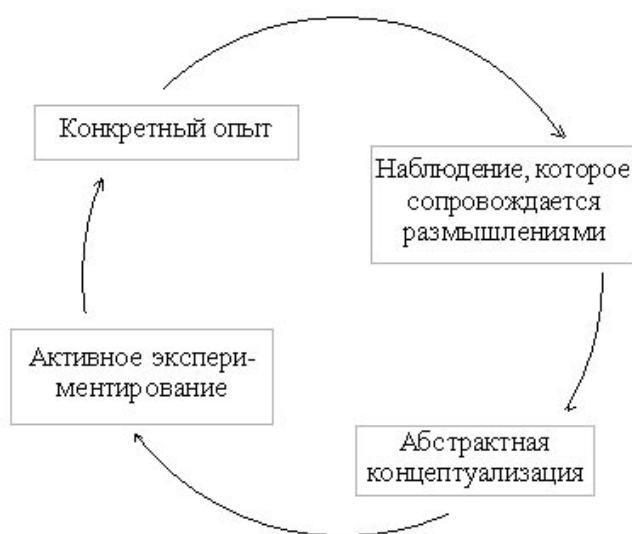 Конкретный опыт
Наблюдение, которое
сопровождается
размышлениями
Абстрактная
концептуализация
Активное экспери-
ментирование